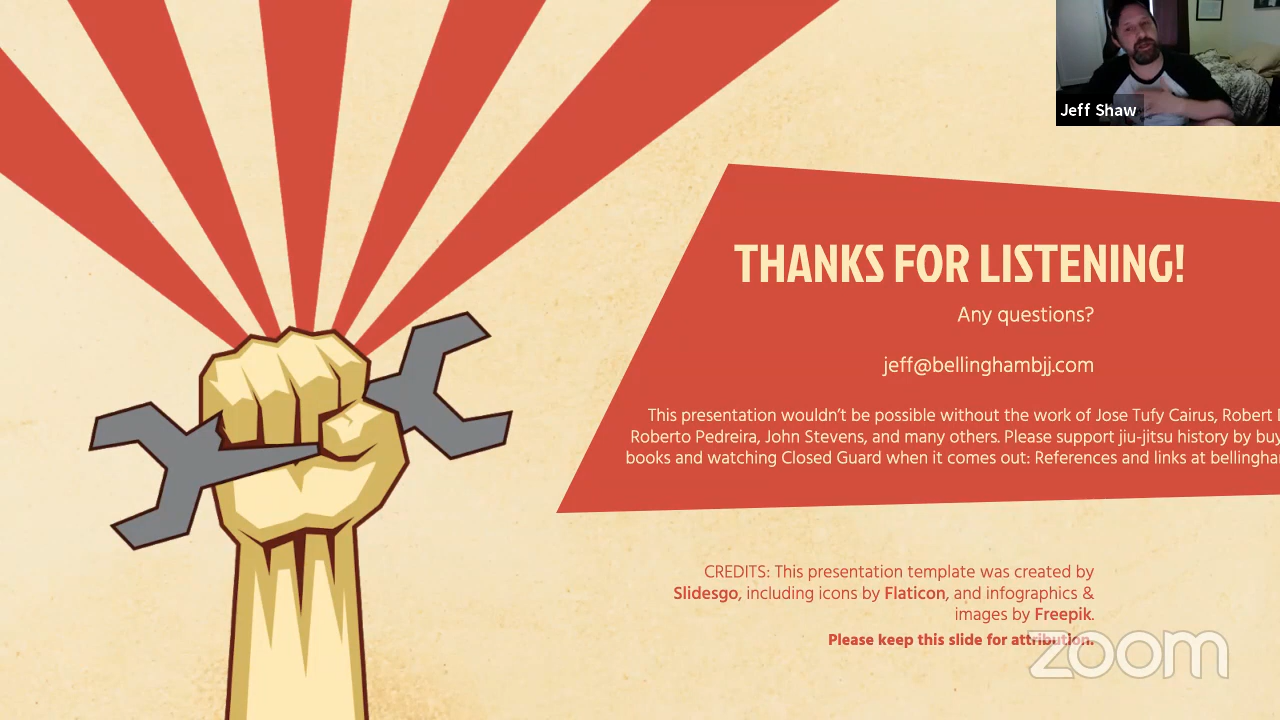 Jeff Shaw
THANKS FOR LISTENING!
Any questions?
jeff@bellinghambjj.com
This presentation wouldn't be possible without the work of Jose Tufy Cairus, Robert
Roberto Pedreira, John Stevens, and many others. Please support jiu-jitsu history by buy
books and watching Closed Guard when it comes out: References and links at bellingha
CREDITS: This presentation template was created by
Slidesgo, including icons by Flaticon, and infographics &
images by Freepik.
Please keep this slide for attribution.
zoom